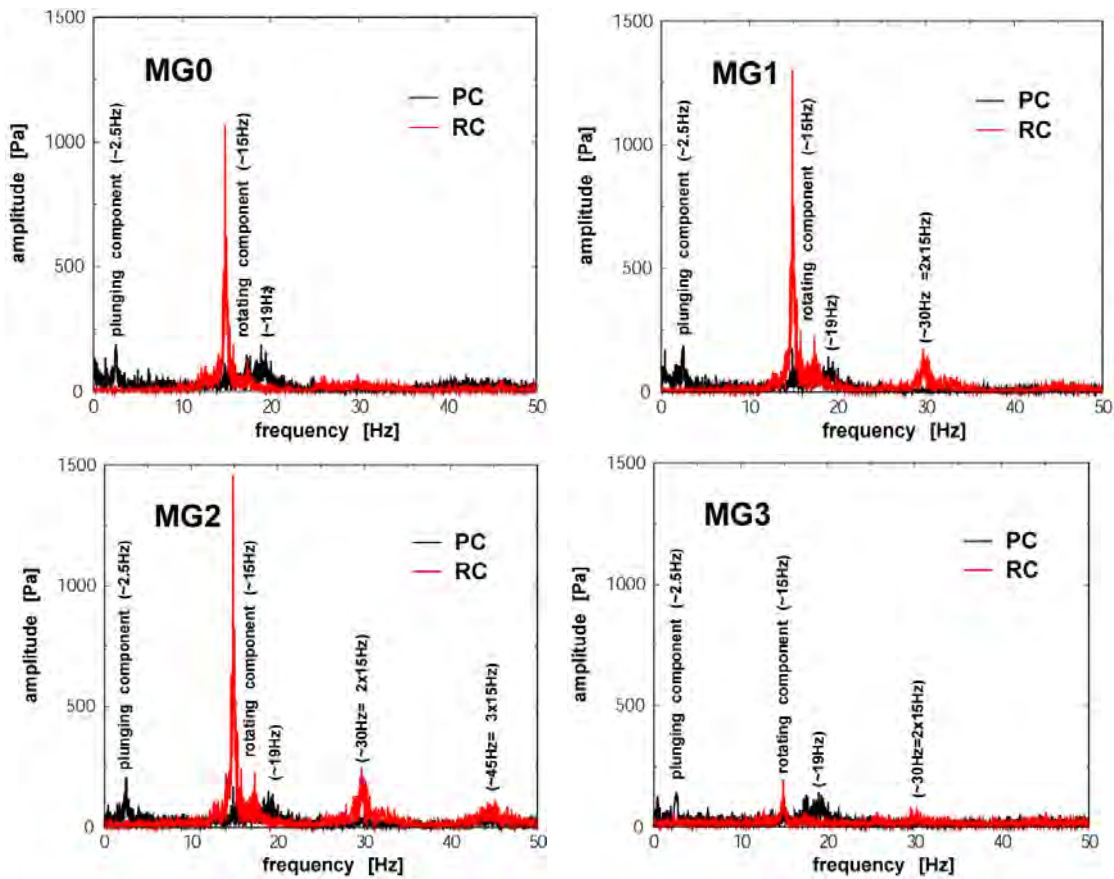 1500
1000
500
0
amplitude [Pa]
MG0
PC
RC
plunging component (~2.5Hz)
rotating component (~15Hz)
(~19Hz)
0 10 20 30 40 50
frequency [Hz]
1500
1000
500
0
amplitude [Pa]
MG1
PC
RC
plunging component (~2.5Hz)
rotating component (~15Hz)
(~19Hz)
(~30Hz =2x15Hz)
0 10 20 30 40 50
frequency [Hz]
1500
1000
500
0
amplitude [Pa]
MG2
PC
RC
plunging component (~2.5Hz)
rotating component (~15Hz)
(~19Hz)
(~30Hz= 2x15Hz)
(~45Hz= 3x15Hz)
0 10 20 30 40 50
frequency [Hz]
1500
1000
500
0
amplitude [Pa]
MG3
PC
RC
plunging component (~2.5Hz)
rotating component (~15Hz)
(~19Hz)
(~30Hz=2x15Hz)
0 10 20 30 40 50
frequency [Hz]